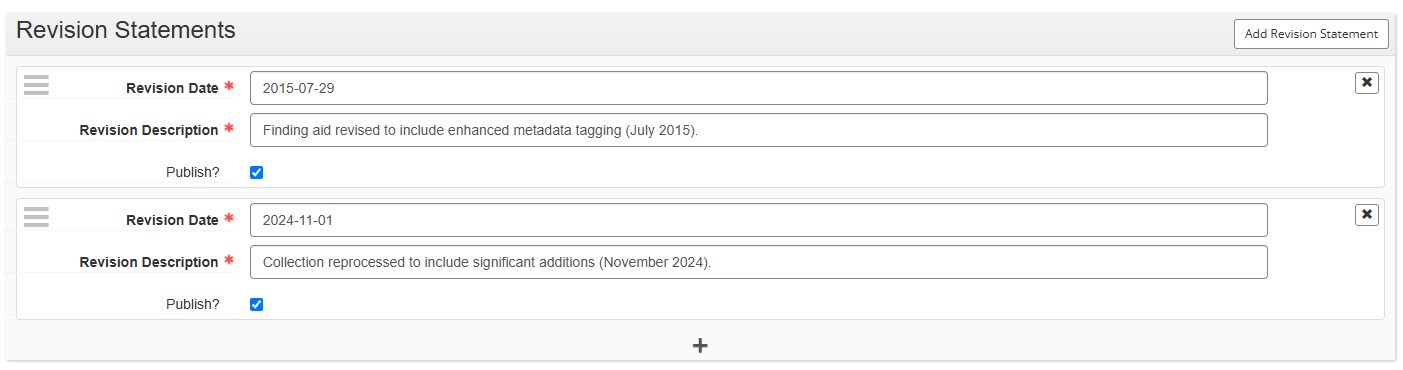 Revision Statements
Add Revision Statement
Revision Date * 2015-07-29
Revision Description * Finding aid revised to include enhanced metadata tagging (July 2015).
Publish?
Revision Date * 2024-11-01
Revision Description * Collection reprocessed to include significant additions (November 2024).
Publish?